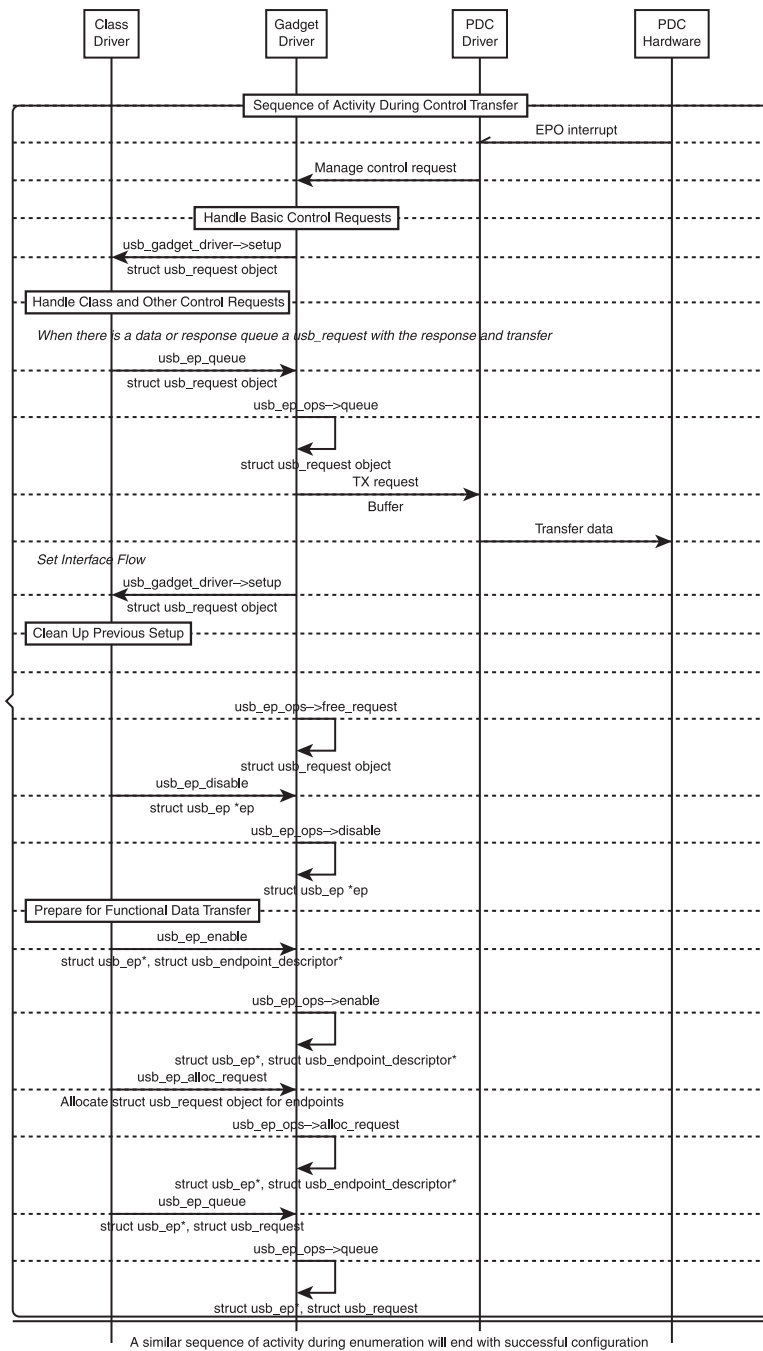 Class
Driver
Gadget
Driver
PDC
Driver
PDC
Hardware
Sequence of Activity During Control Transfer
EPO interrupt
Manage control request
Handle Basic Control Requests
usb_gadget_driver–>setup
struct usb_request object
Handle Class and Other Control Requests
When there is a data or response queue a usb_request with the response and transfer
usb_ep_queue
struct usb_request object
usb_ep_ops–>queue
struct usb_request object
TX request
Buffer
Transfer data
Set Interface Flow
usb_gadget_driver–>setup
struct usb_request object
Clean Up Previous Setup
usb_ep_ops–>free_request
struct usb_request object
usb_ep_disable
struct usb_ep *ep
usb_ep_ops–>disable
struct usb_ep *ep
Prepare for Functional Data Transfer
usb_ep_enable
struct usb_ep*, struct usb_endpoint_descriptor*
usb_ep_ops–>enable
struct usb_ep*, struct usb_endpoint_descriptor*
usb_ep_alloc_request
Allocate struct usb_request object for endpoints
usb_ep_ops–>alloc_request
struct usb_ep*, struct usb_endpoint_descriptor*
usb_ep_queue
struct usb_ep*, struct usb_request
usb_ep_ops–>queue
struct usb_ep*, struct usb_request
A similar sequence of activity during enumeration will end with successful configuration